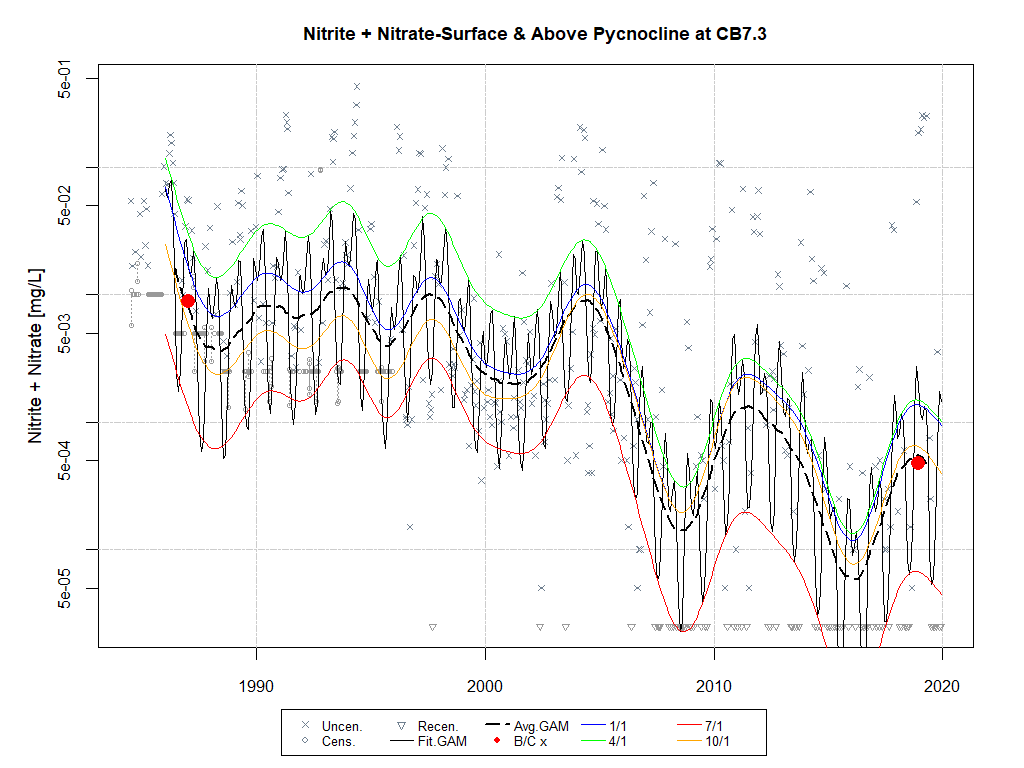 Nitrite + Nitrate-Surface & Above Pycnocline at CB7.3
Nitrite + Nitrate [mg/L]
5e-01
5e-02
5e-03
5e-04
5e-05
1990 2000 2010 2020
Uncen. Recen. Avg.GAM 1/1 7/1
Cens. Fit.GAM B/C x 4/1 10/1